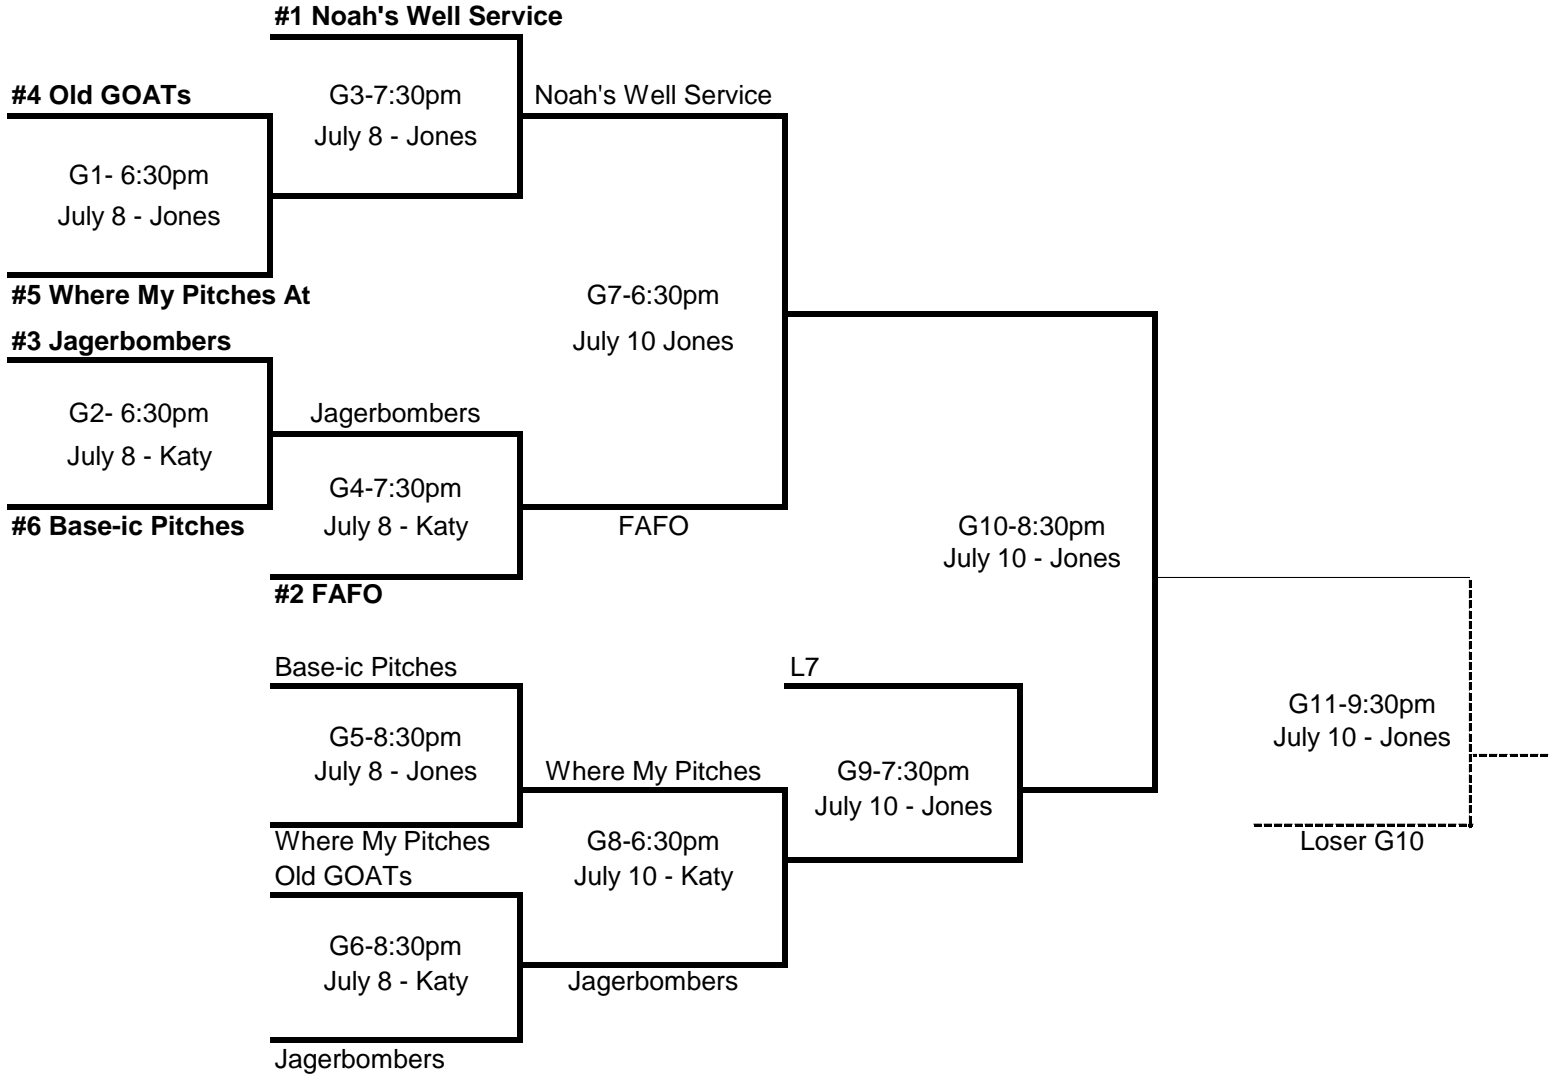 #1 Noah's Well Service
#4 Old GOATs
G3-7:30pm
Noah's Well Service
July 8 - Jones
G1- 6:30pm
July 8 - Jones
#5 Where My Pitches At
G7-6:30pm
#3 Jagerbombers
July 10 Jones
G2- 6:30pm
Jagerbombers
July 8 - Katy
G4-7:30pm
#6 Base-ic Pitches
July 8 - Katy
FAFO
G10-8:30pm
July 10 - Jones
#2 FAFO
Base-ic Pitches
L7
G11-9:30pm
July 10 - Jones
G5-8:30pm
July 8 - Jones
Where My Pitches
G9-7:30pm
July 10 - Jones
Where My Pitches
G8-6:30pm
Loser G10
Old GOATs
July 10 - Katy
G6-8:30pm
July 8 - Katy
Jagerbombers
Jagerbombers